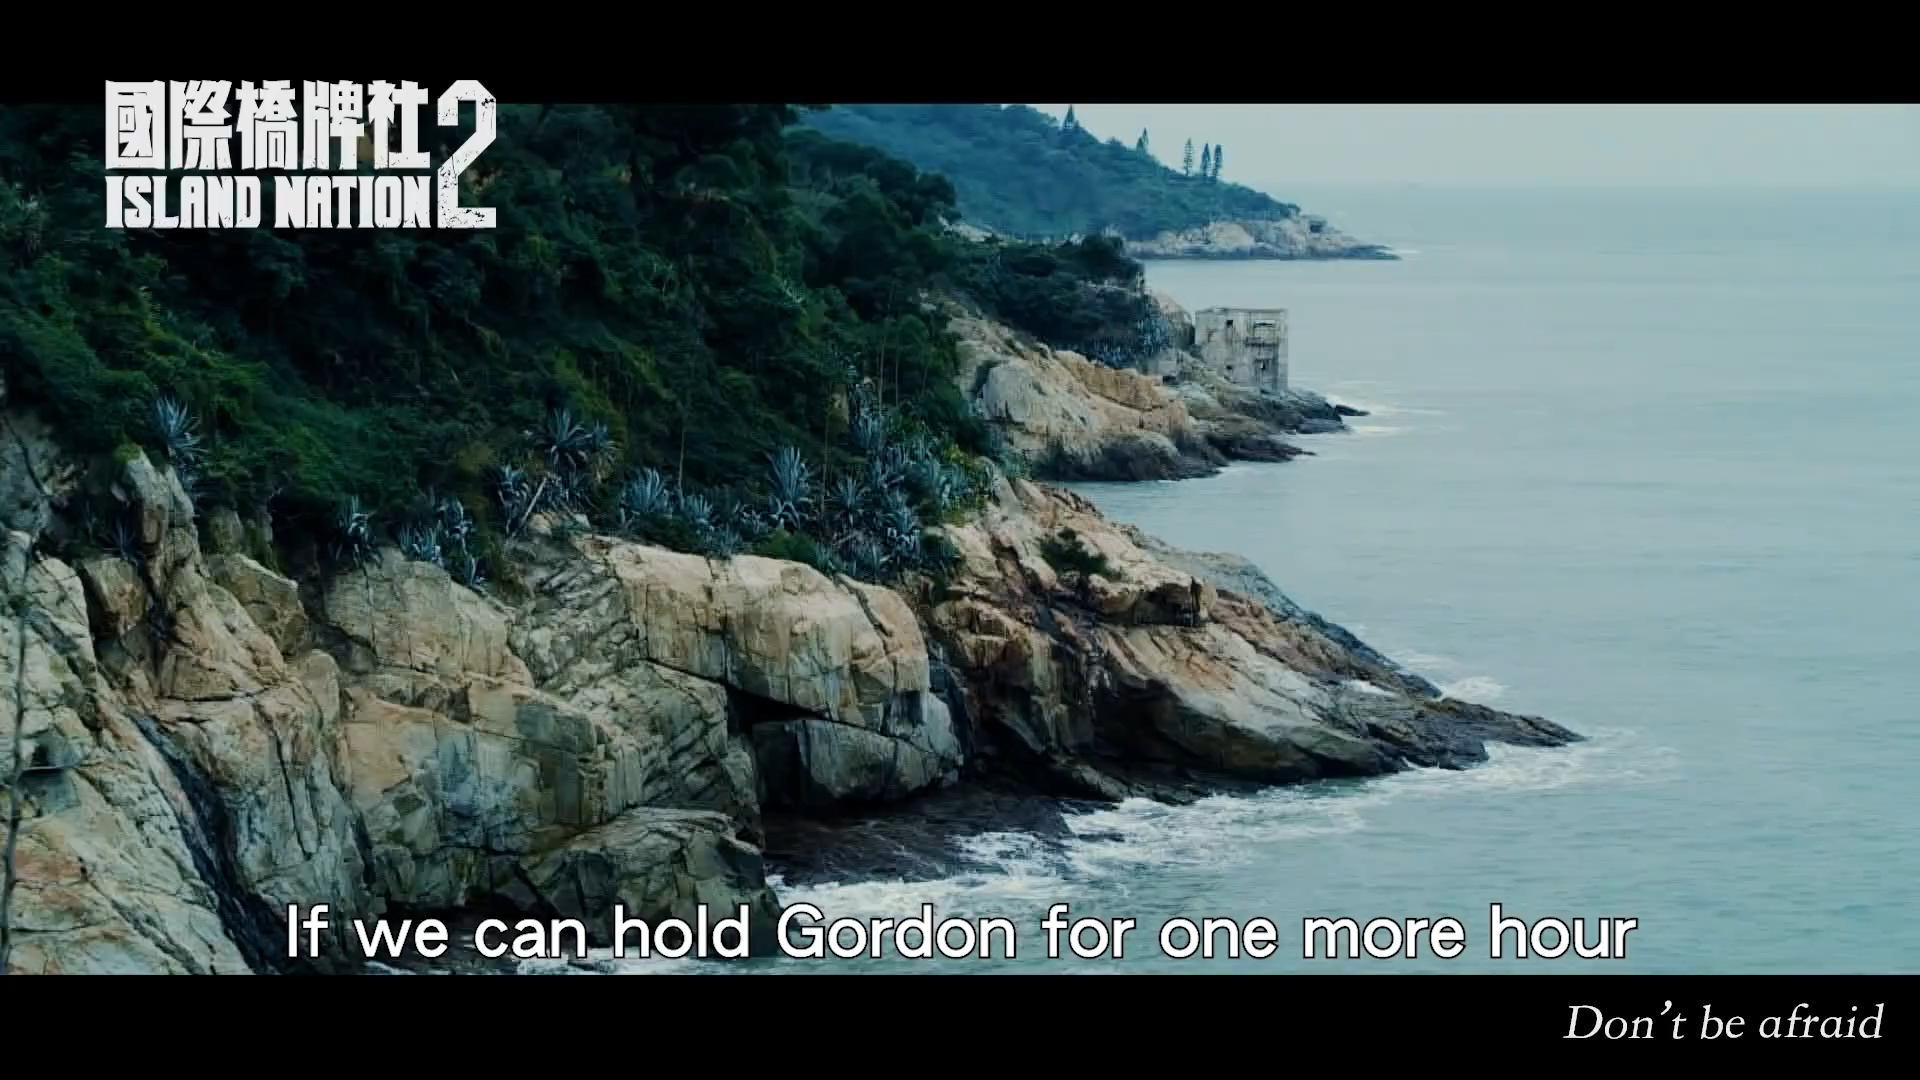 國際橋牌社2
ISLAND NATION
If we can hold Gordon for one more hour
Don't be afraid